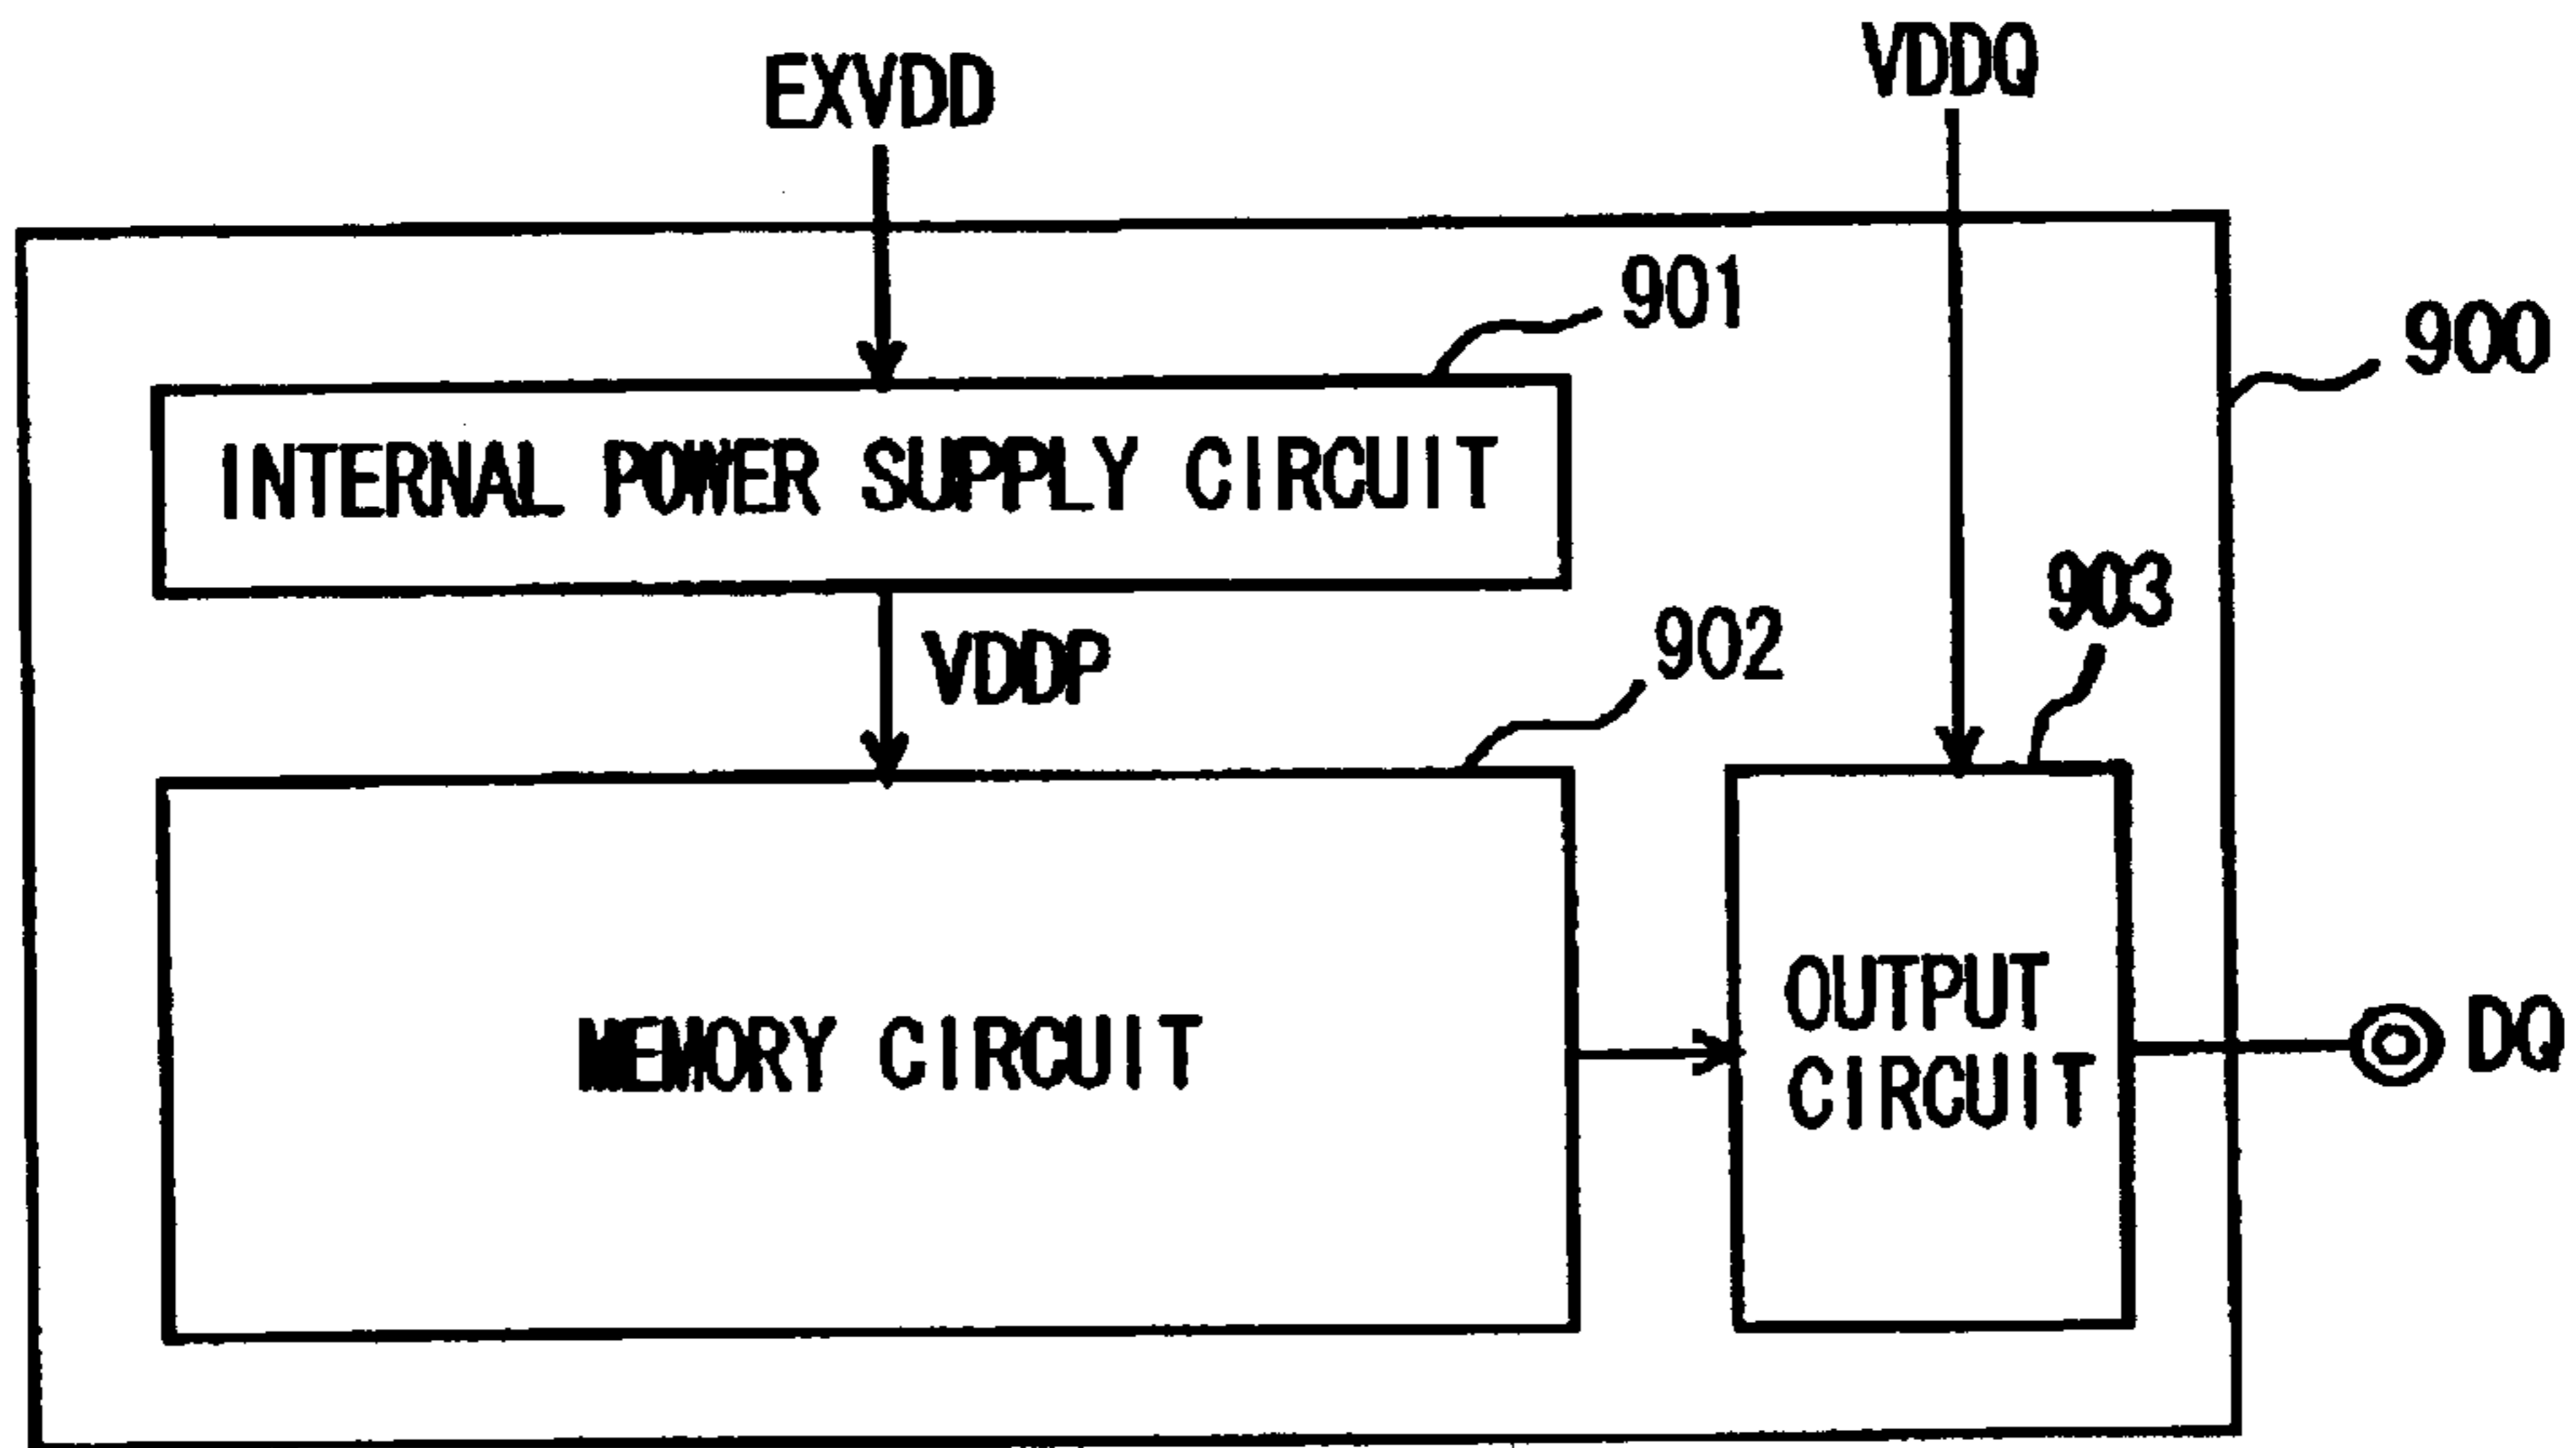 EXVDD
VDDQ
901
900
INTERNAL POWER SUPPLY CIRCUIT
903
VDDP
902
OUTPUT
CIRCUIT
MEMORY CIRCUIT
DQ